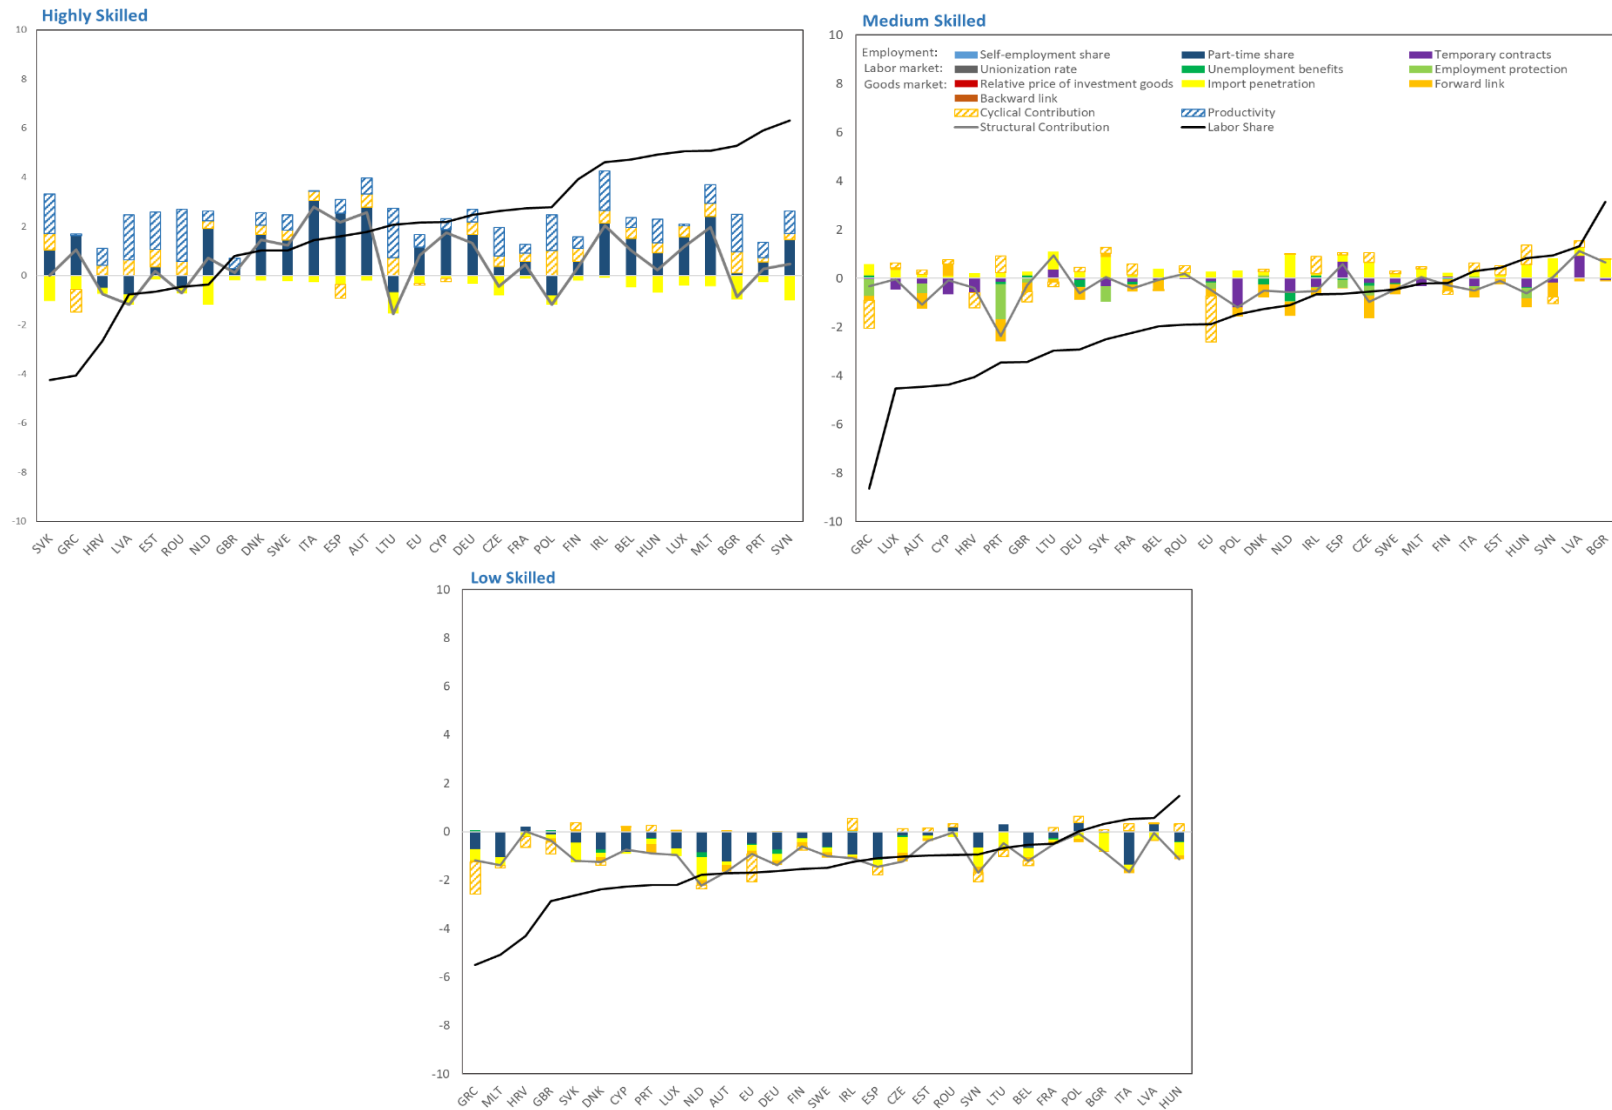 Highly Skilled
10
8
6
4
2
0
-2
-4
-6
-8
-10
SVK GRC HRV LVA EST ROU NLD GBR DNK SWE ITA ESP AUT LTU EU CYP DEU CZE FRA POL FIN IRL BEL HUN LUX MLT BGR PRT SVN
Medium Skilled
10
8
6
4
2
0
-2
-4
-6
-8
-10
Employment: Self-employment share Part-time share Temporary contracts
Labor market: Unionization rate Unemployment benefits Employment protection
Goods market: Relative price of investment goods Import penetration Forward link
Backward link
Cyclical Contribution Productivity
Structural Contribution Labor Share
GRC LUX AUT CYP HRV PRT GBR LTU DEU SVK FRA BEL ROU EU POL DNK NLD IRL ESP CZE SWE MLT FIN ITA EST HUN SVN LVA BGR
Low Skilled
10
8
6
4
2
0
-2
-4
-6
-8
-10
GRC MLT HRV GBR SVK DNK CYP PRT LUX NLD AUT EU DEU FIN SWE IRL ESP CZE EST ROU SVN LTU BEL FRA POL BGR ITA LVA HUN